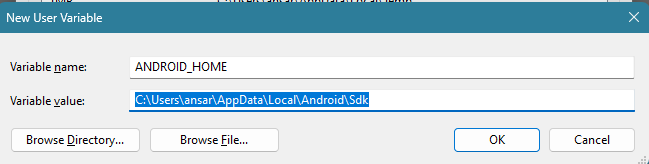 New User Variable
Variable name:
ANDROID_HOME
Variable value:
C:\Users\ansar\AppData\Local\Android\Sdk
Browse Directory...
Browse File...
OK
Cancel